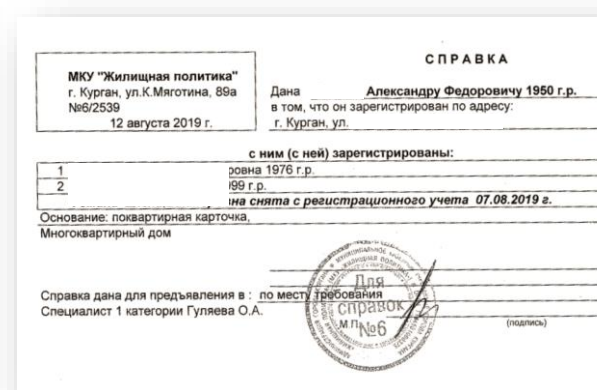 СПРАВКА
МКУ "Жилищная политика"
г. Курган, ул.К.Мяготина, 89а
№6/2539
12 августа 2019 г.
Дана Александру Федоровичу 1950 г.р.
в том, что он зарегистрирован по адресу:
г. Курган, ул.
с ним (с ней) зарегистрированы:
1 ровна 1976 г.р.
2 99 г.р.
на снята с регистрационного учета 07.08.2019 г.
Основание: поквартирная карточка,
Многоквартирный дом
Справка дана для предъявления в : по месту требования
Специалист 1 категории Гуляева О.А.
М.П.
(подпись)
Для
справок
№6